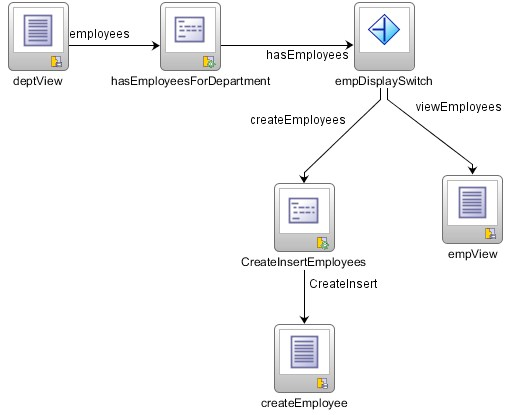 employees
hasEmployees
deptView
hasEmployeesForDepartment
empDisplaySwitch
createEmployees
viewEmployees
CreateInsertEmployees
empView
CreateInsert
createEmployee